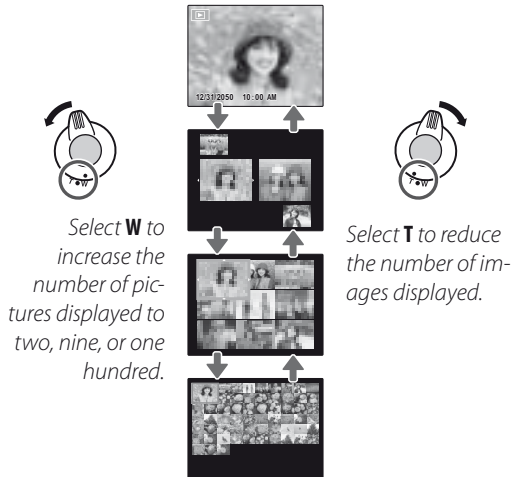 12/31/2050 10:00 AM
T W
T W
Select W to
increase the
number of pic-
tures displayed to
two, nine, or one
hundred.
Select T to reduce
the number of im-
ages displayed.